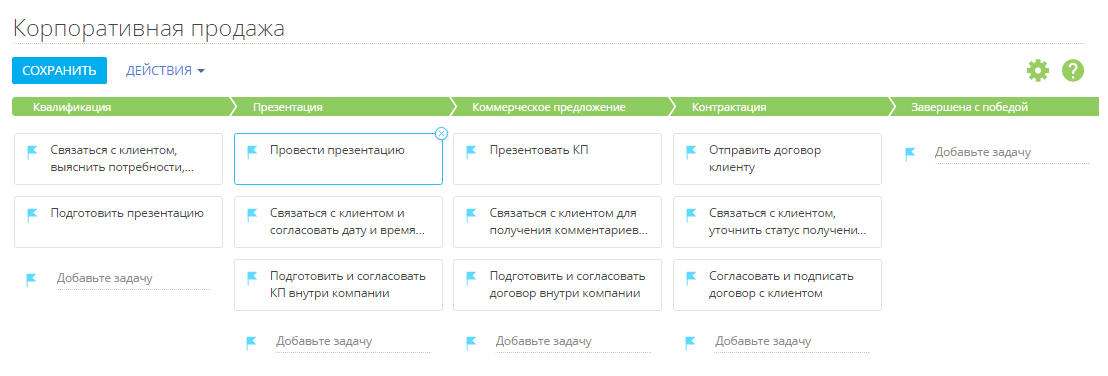 Корпоративная продажа
СОХРАНИТЬ
ДЕЙСТВИЯ
Квалификация
Презентация
Коммерческое предложение
Контрактация
Завершена с победой
Связаться с клиентом,
выяснить потребности,...
Провести презентацию
Презентовать КП
Отправить договор
клиенту
Добавьте задачу
Подготовить презентацию
Связаться с клиентом и
согласовать дату и время...
Связаться с клиентом для
получения комментариев...
Связаться с клиентом,
уточнить статус получени...
Добавьте задачу
Подготовить и согласовать
КП внутри компании
Подготовить и согласовать
договор внутри компании
Согласовать и подписать
договор с клиентом
Добавьте задачу
Добавьте задачу
Добавьте задачу